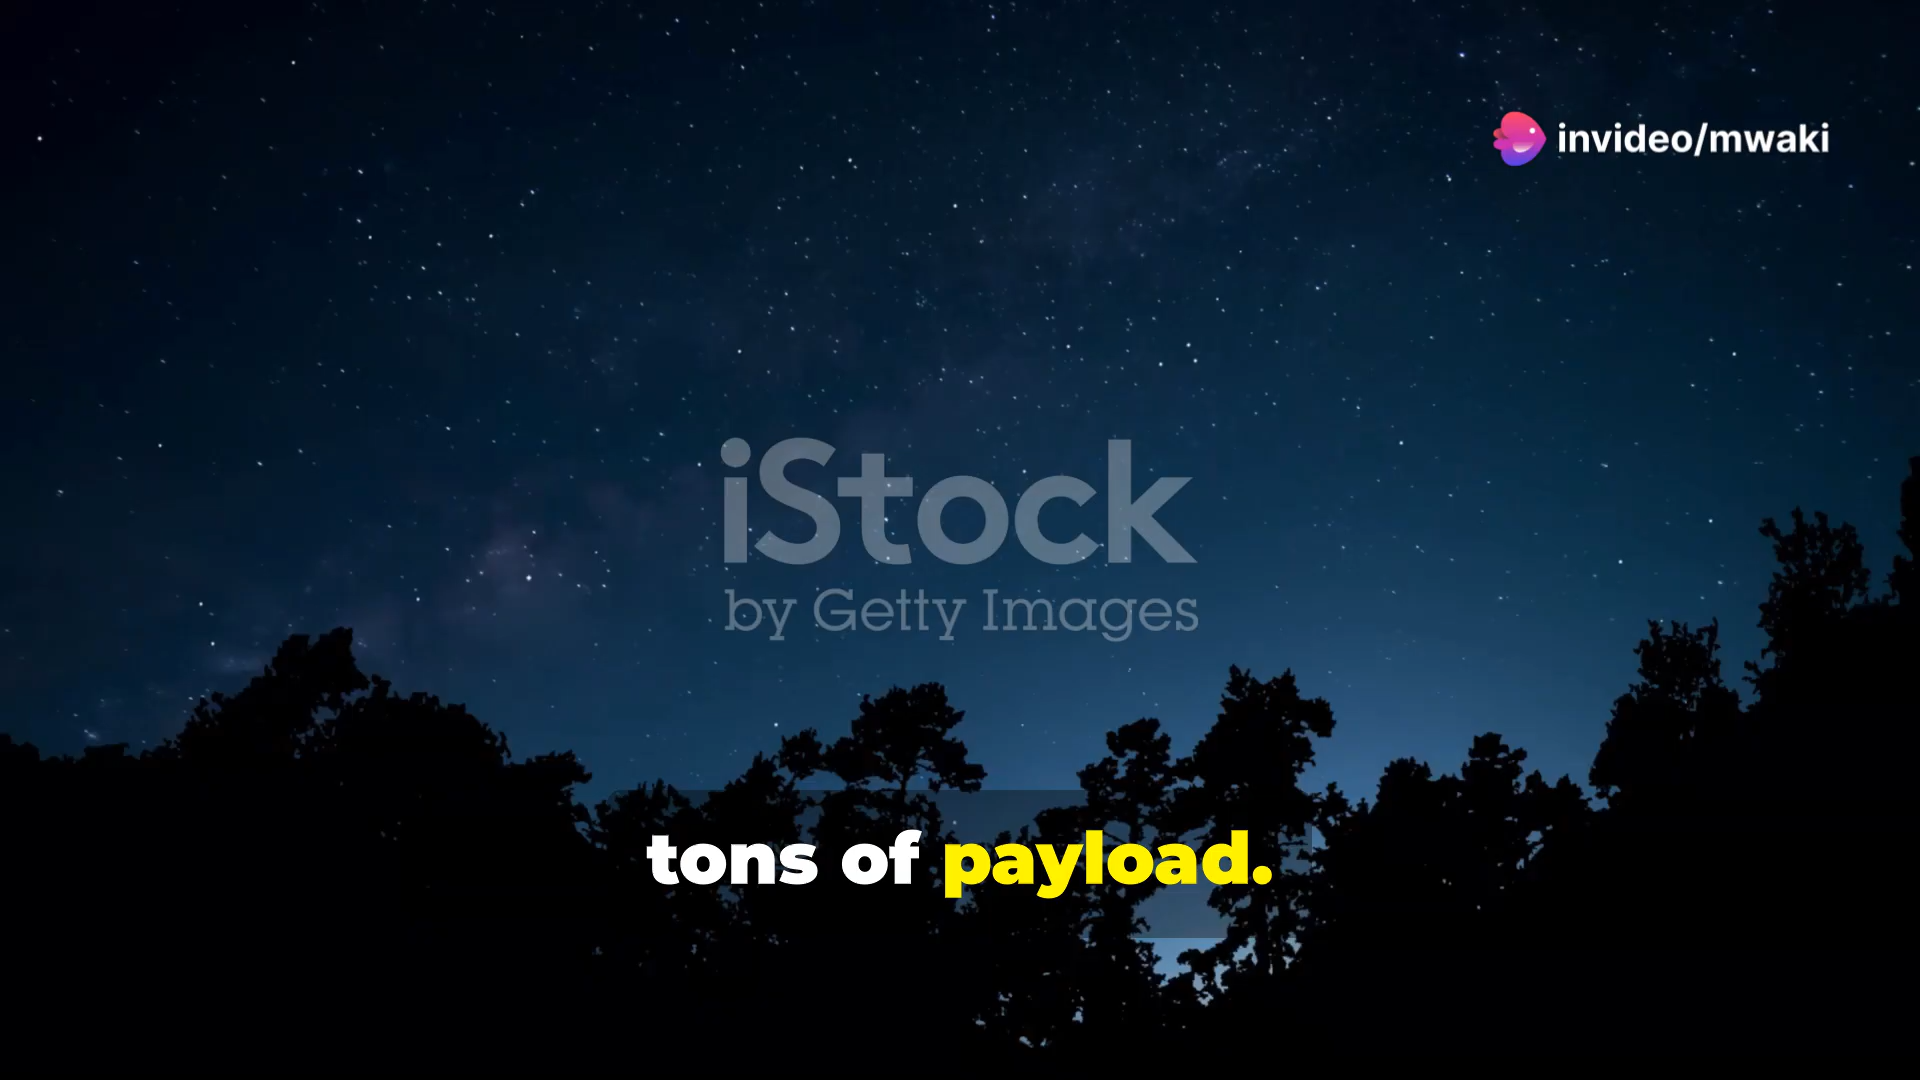 invideo/mwaki
iStock
by Getty Images
tons of payload.